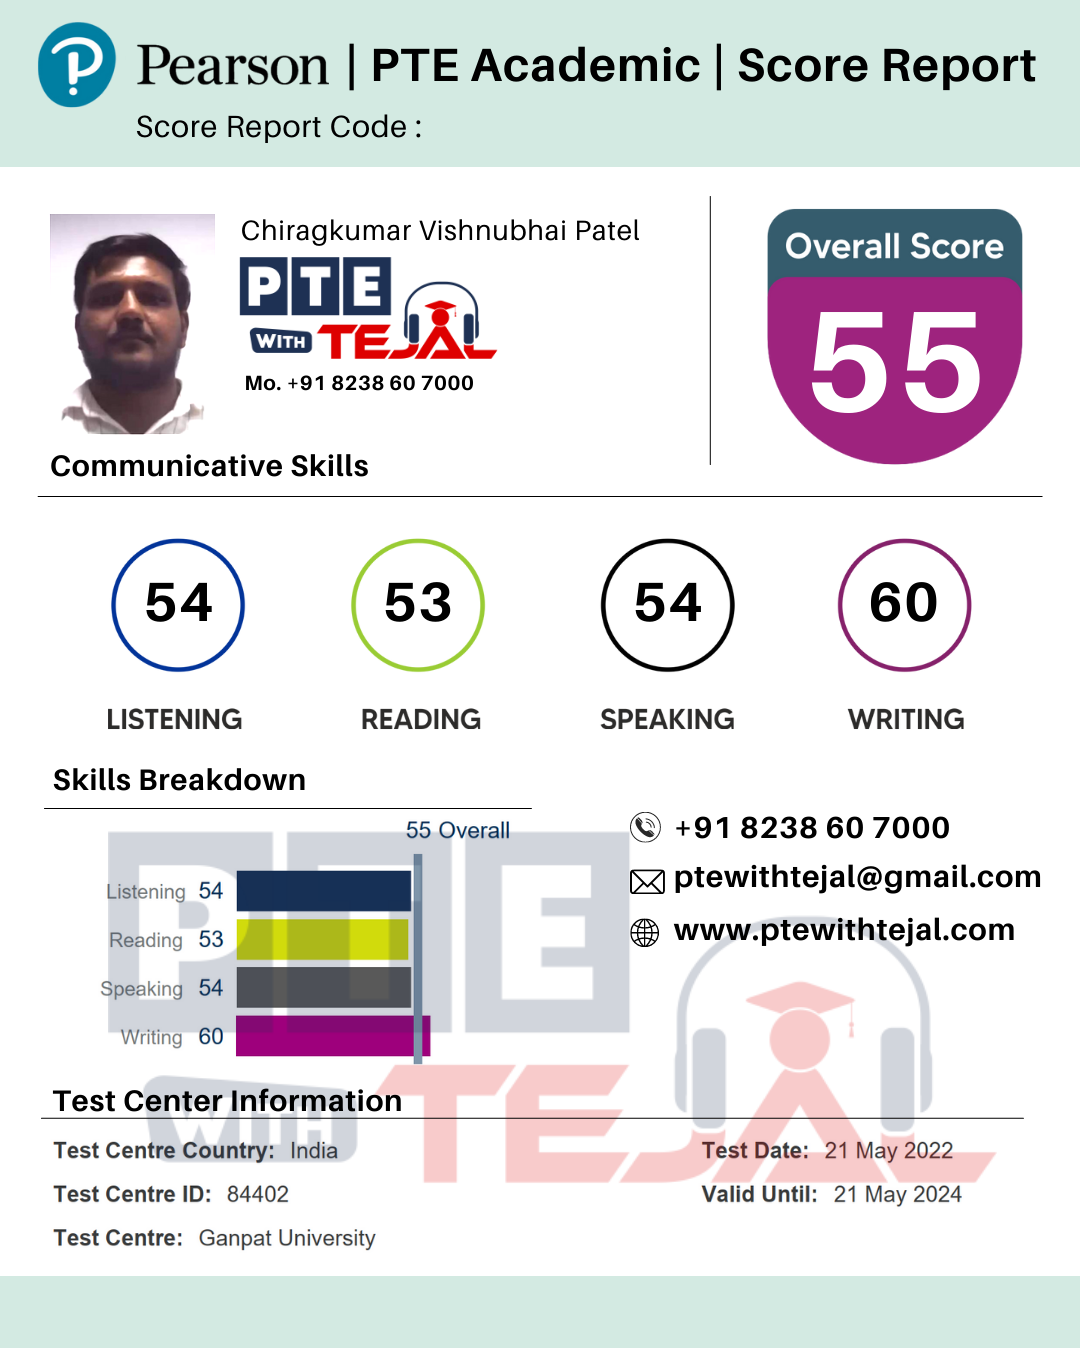 Pearson | PTE Academic | Score Report
Score Report Code :
Chiragkumar Vishnubhai Patel
PTE
WITH TEJAL
Mo. +91 8238 60 7000
Overall Score
55
Communicative Skills
54 53 54 60
LISTENING READING SPEAKING WRITING
Skills Breakdown
55 Overall
Listening 54
Reading 53
Speaking 54
Writing 60
+91 8238 60 7000
ptewithtejal@gmail.com
www.ptewithtejal.com
PTE
WITH TEJAL
Test Center Information
Test Centre Country: India
Test Date: 21 May 2022
Test Centre ID: 84402
Valid Until: 21 May 2024
Test Centre: Ganpat University